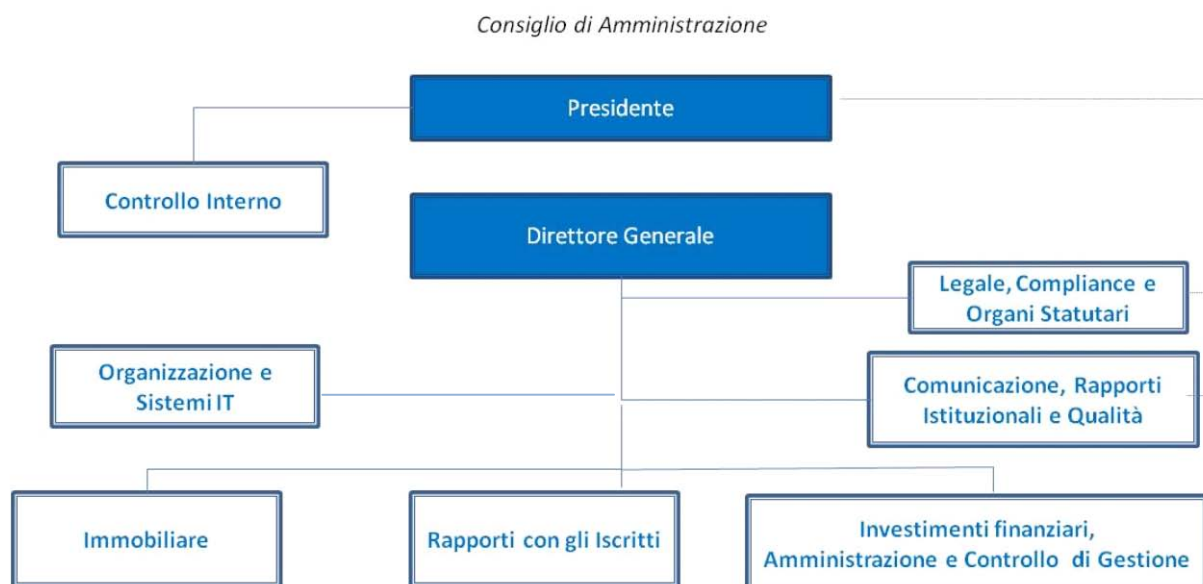 Consiglio di Amministrazione
Presidente
Controllo Interno
Direttore Generale
Legale, Compliance e
Organi Statutari
Organizzazione e
Sistemi IT
Comunicazione, Rapporti
Istituzionali e Qualità
Immobiliare
Rapporti con gli Iscritti
Investimenti finanziari,
Amministrazione e Controllo di Gestione